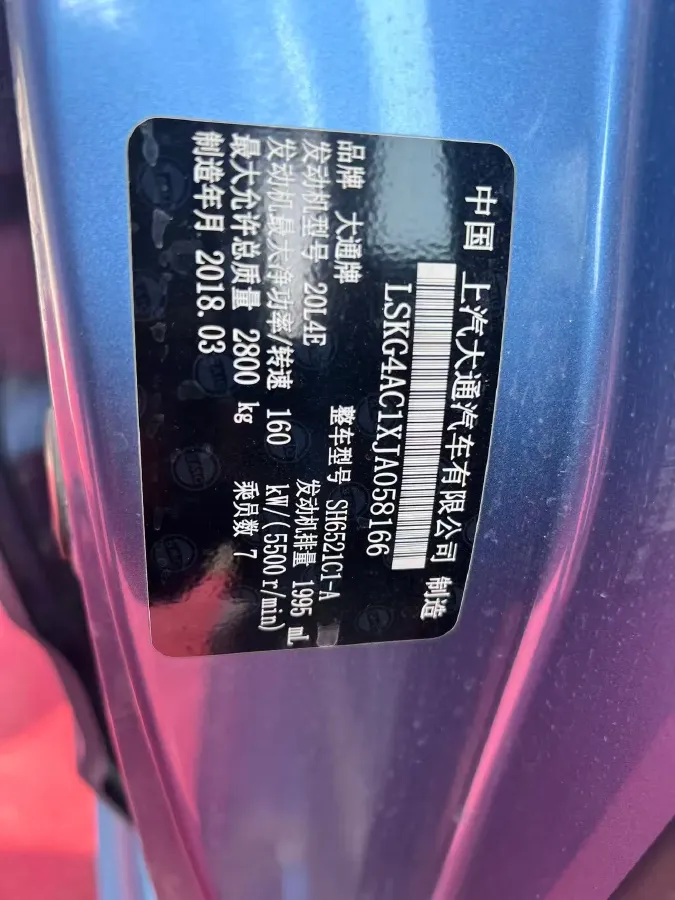 中国 上汽大通汽车有限公司 制造
LSKG4AC1XJA058166
品牌 大通牌 整车型号 SH6521C1-A
发动机型号 20L4E 发动机排量 1995 mL
发动机最大净功率/转速 160 kW/(5500r/min)
最大允许总质量 2800 kg 乘员数 7
制造年月 2018.03